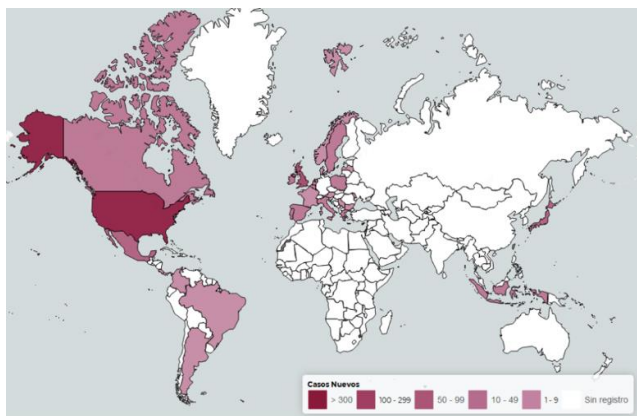 Casos Nuevos
> 300
100 - 299
50 - 99
10 - 49
1 - 9
Sin registro